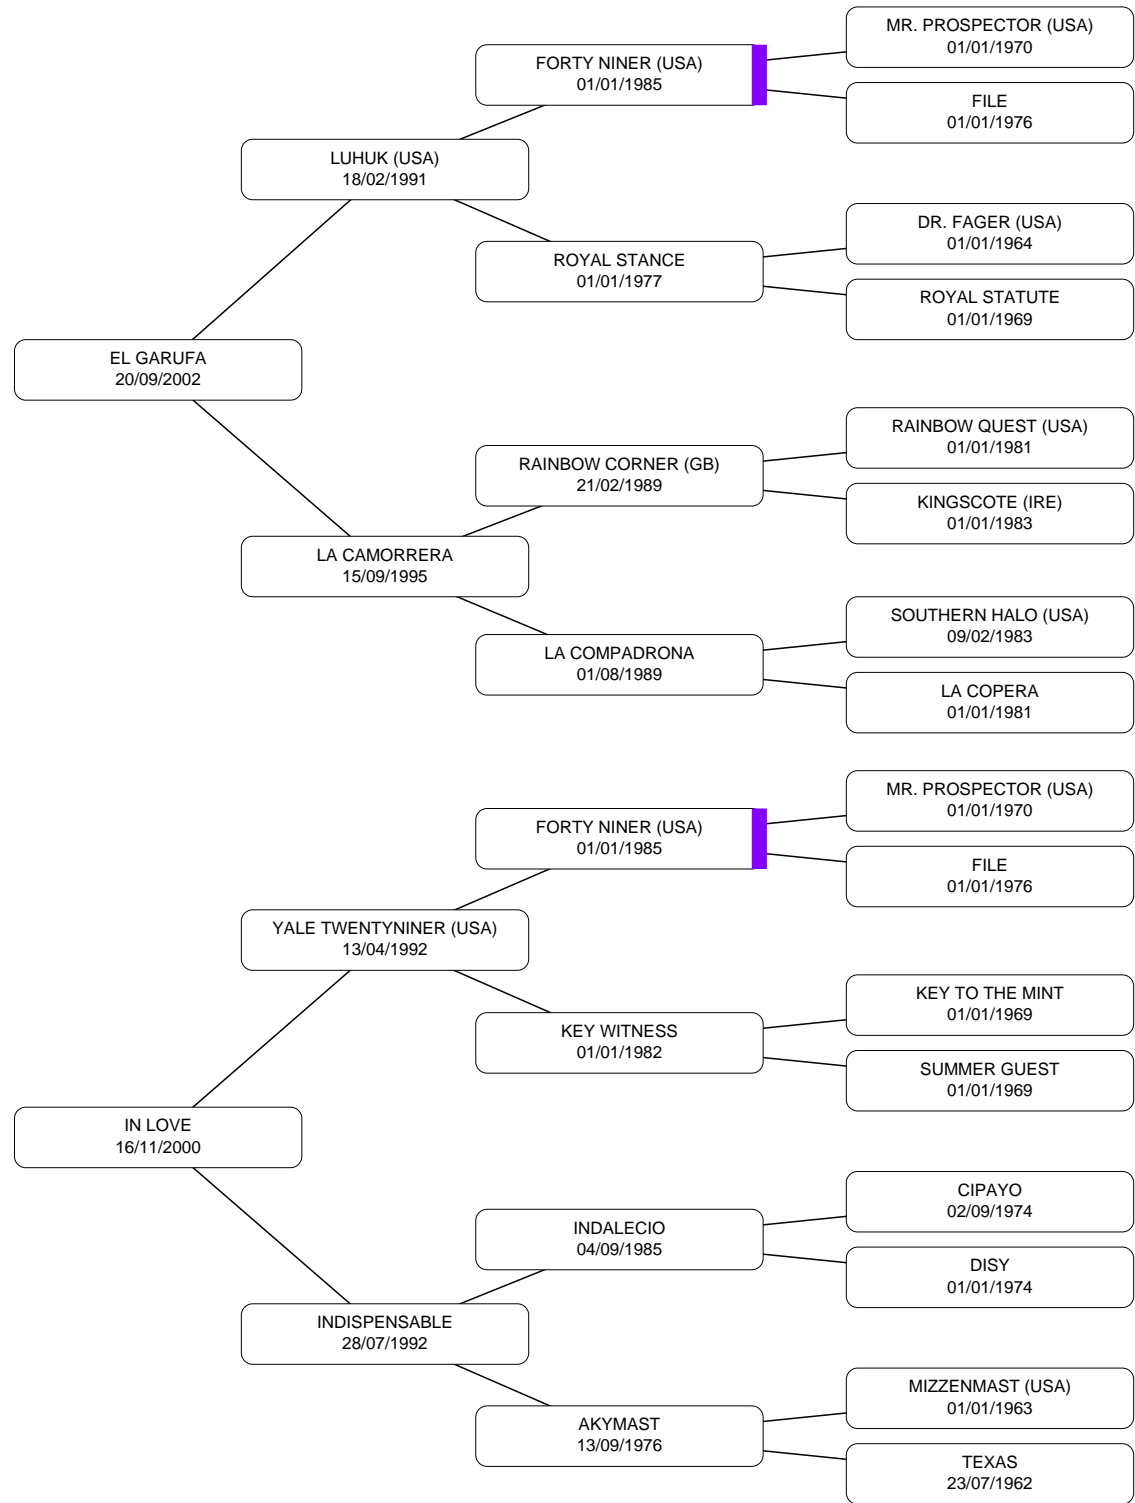 MR. PROSPECTOR (USA)
01/01/1970
FORTY NINER (USA)
01/01/1985
FILE
01/01/1976
LUHUK (USA)
18/02/1991
DR. FAGER (USA)
01/01/1964
ROYAL STANCE
01/01/1977
ROYAL STATUTE
01/01/1969
EL GARUFA
20/09/2002
RAINBOW QUEST (USA)
01/01/1981
RAINBOW CORNER (GB)
21/02/1989
KINGSCOTE (IRE)
01/01/1983
LA CAMORRERA
15/09/1995
SOUTHERN HALO (USA)
09/02/1983
LA COMPADRONA
01/08/1989
LA COPERA
01/01/1981
MR. PROSPECTOR (USA)
01/01/1970
FORTY NINER (USA)
01/01/1985
FILE
01/01/1976
YALE TWENTYNINER (USA)
13/04/1992
KEY TO THE MINT
01/01/1969
KEY WITNESS
01/01/1982
SUMMER GUEST
01/01/1969
IN LOVE
16/11/2000
CIPAYO
02/09/1974
INDALECIO
04/09/1985
DISY
01/01/1974
INDISPENSABLE
28/07/1992
MIZZENMAST (USA)
01/01/1963
AKYMAST
13/09/1976
TEXAS
23/07/1962